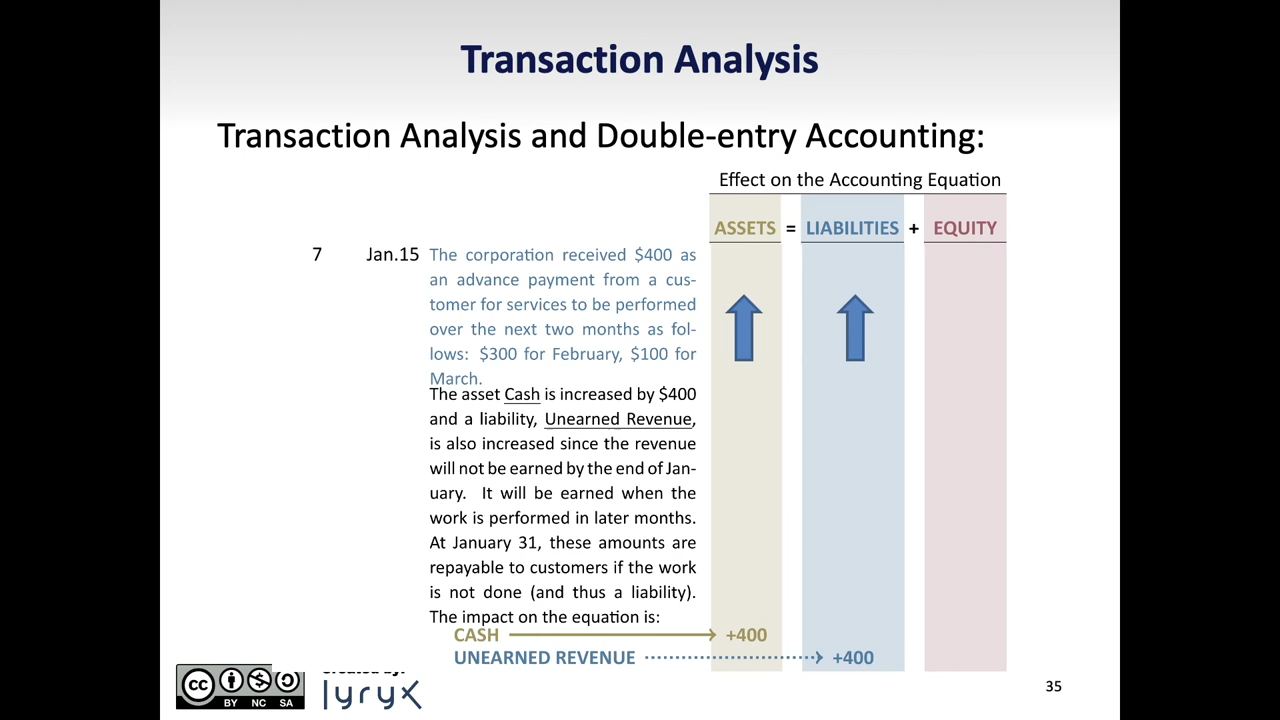 Transaction Analysis
Transaction Analysis and Double-entry Accounting:
Effect on the Accounting Equation
ASSETS = LIABILITIES + EQUITY
7 Jan.15 The corporation received $400 as
an advance payment from a cus-
tomer for services to be performed
over the next two months as fol-
lows: $300 for February, $100 for
March.
The asset Cash is increased by $400
and a liability, Unearned Revenue,
is also increased since the revenue
will not be earned by the end of Jan-
uary. It will be earned when the
work is performed in later months.
At January 31, these amounts are
repayable to customers if the work
is not done (and thus a liability).
The impact on the equation is:
CASH +400
UNEARNED REVENUE +400
cc BY NC SA
lyryx
35